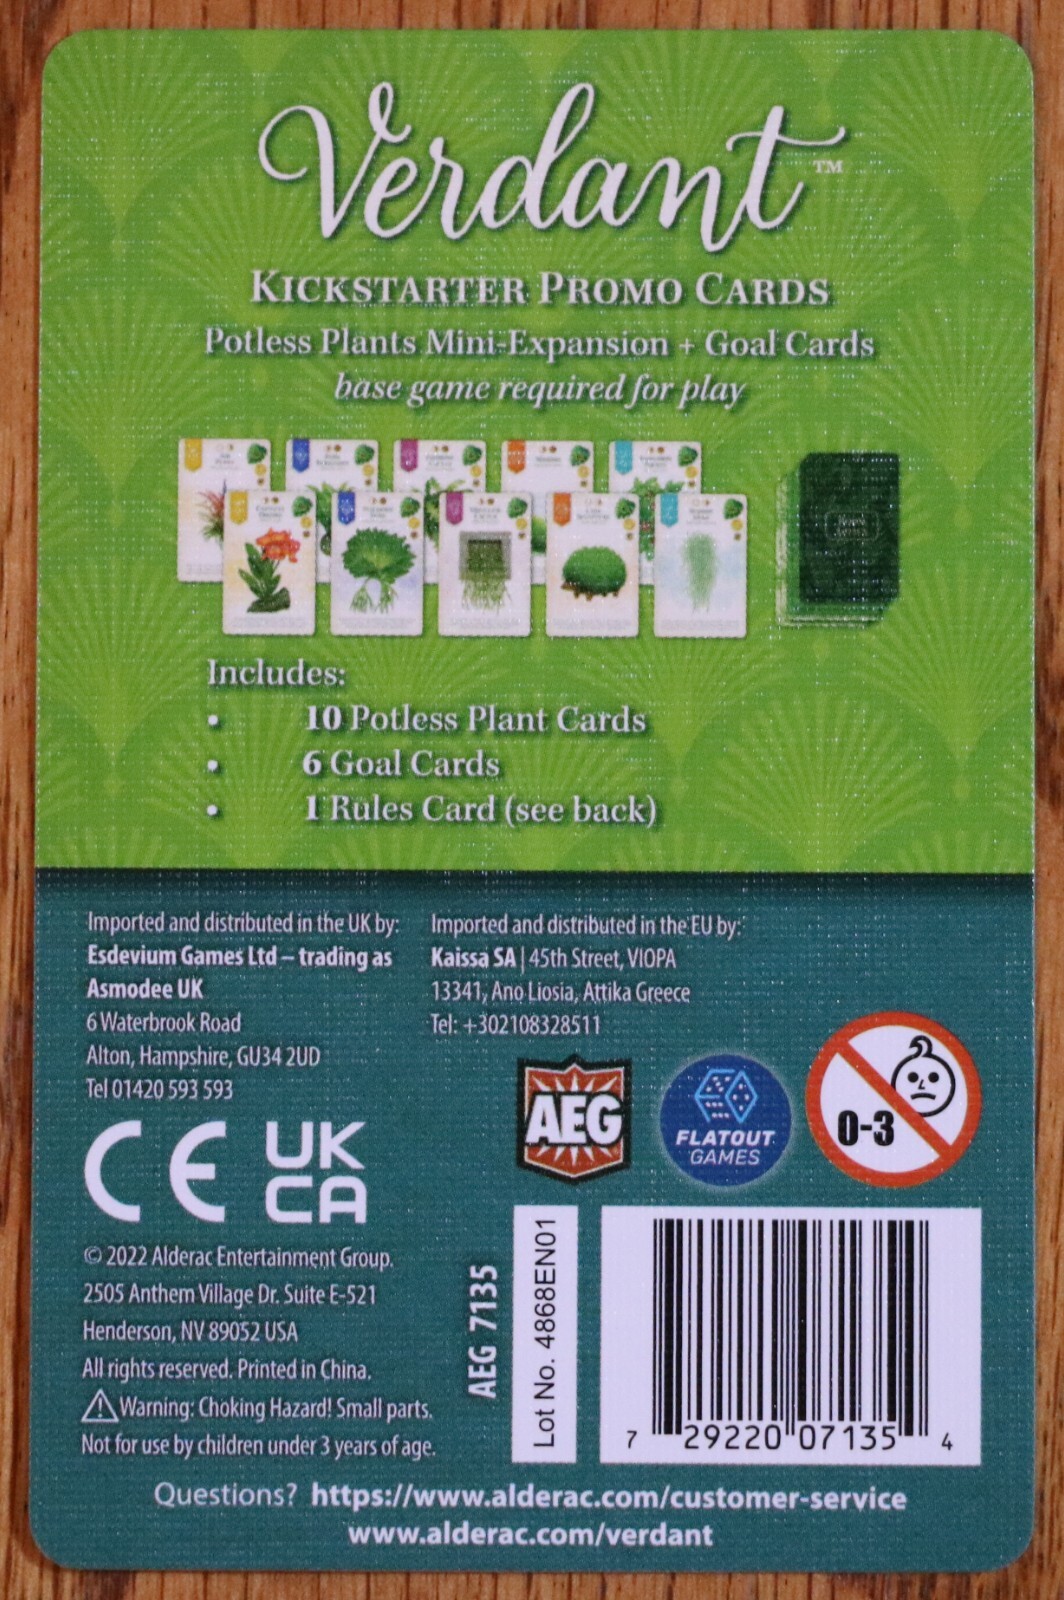 Verdant™
KICKSTARTER PROMO CARDS
Potless Plants Mini-Expansion + Goal Cards
base game required for play
Includes:
• 10 Potless Plant Cards
• 6 Goal Cards
• 1 Rules Card (see back)
Imported and distributed in the UK by:
Esdevium Games Ltd – trading as
Asmodee UK
6 Waterbrook Road
Alton, Hampshire, GU34 2UD
Tel 01420 593 593
Imported and distributed in the EU by:
Kaissa SA | 45th Street, VIOPA
13341, Ano Liosia, Attika Greece
Tel: +302108328511
CE
UK
CA
AEG
FLATOUT
GAMES
0-3
© 2022 Alderac Entertainment Group.
2505 Anthem Village Dr. Suite E-521
Henderson, NV 89052 USA
All rights reserved. Printed in China.
Warning: Choking Hazard! Small parts.
Not for use by children under 3 years of age.
AEG 7135
Lot No. 4868EN01
7 29220 07135 4
Questions? https://www.alderac.com/customer-service
www.alderac.com/verdant